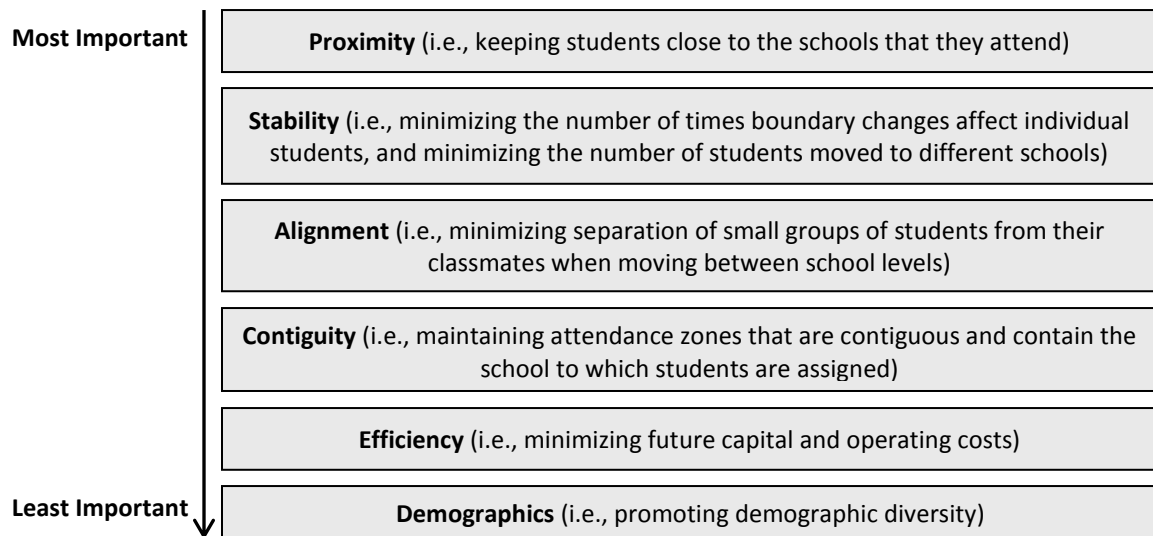 Most Important
Proximity (i.e., keeping students close to the schools that they attend)
Stability (i.e., minimizing the number of times boundary changes affect individual
students, and minimizing the number of students moved to different schools)
Alignment (i.e., minimizing separation of small groups of students from their
classmates when moving between school levels)
Contiguity (i.e., maintaining attendance zones that are contiguous and contain the
school to which students are assigned)
Efficiency (i.e., minimizing future capital and operating costs)
Least Important
Demographics (i.e., promoting demographic diversity)